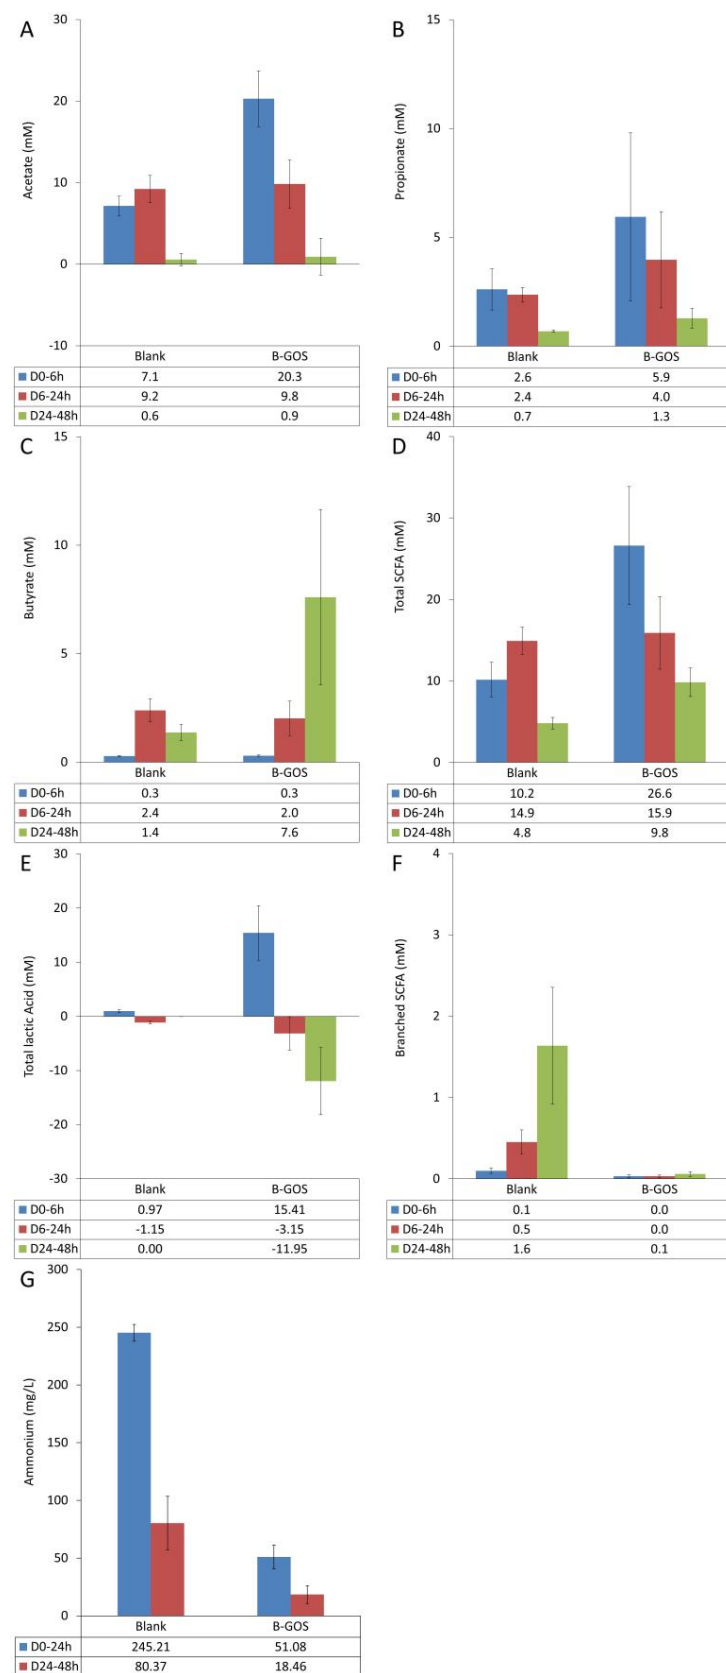 A
Acetate (mM)
30
20
10
0
-10
Blank B-GOS
D0-6h 7.1 20.3
D6-24h 9.2 9.8
D24-48h 0.6 0.9
B
Propionate (mM)
15
10
5
0
Blank B-GOS
D0-6h 2.6 5.9
D6-24h 2.4 4.0
D24-48h 0.7 1.3
C
Butyrate (mM)
15
10
5
0
Blank B-GOS
D0-6h 0.3 0.3
D6-24h 2.4 2.0
D24-48h 1.4 7.6
D
Total SCFA (mM)
40
30
20
10
0
Blank B-GOS
D0-6h 10.2 26.6
D6-24h 14.9 15.9
D24-48h 4.8 9.8
E
Total lactic Acid (mM)
30
20
10
0
-10
-20
-30
Blank B-GOS
D0-6h 0.97 15.41
D6-24h -1.15 -3.15
D24-48h 0.00 -11.95
F
Branched SCFA (mM)
4
3
2
1
0
Blank B-GOS
D0-6h 0.1 0.0
D6-24h 0.5 0.0
D24-48h 1.6 0.1
G
Ammonium (mg/L)
300
250
200
150
100
50
0
Blank B-GOS
D0-24h 245.21 51.08
D24-48h 80.37 18.46